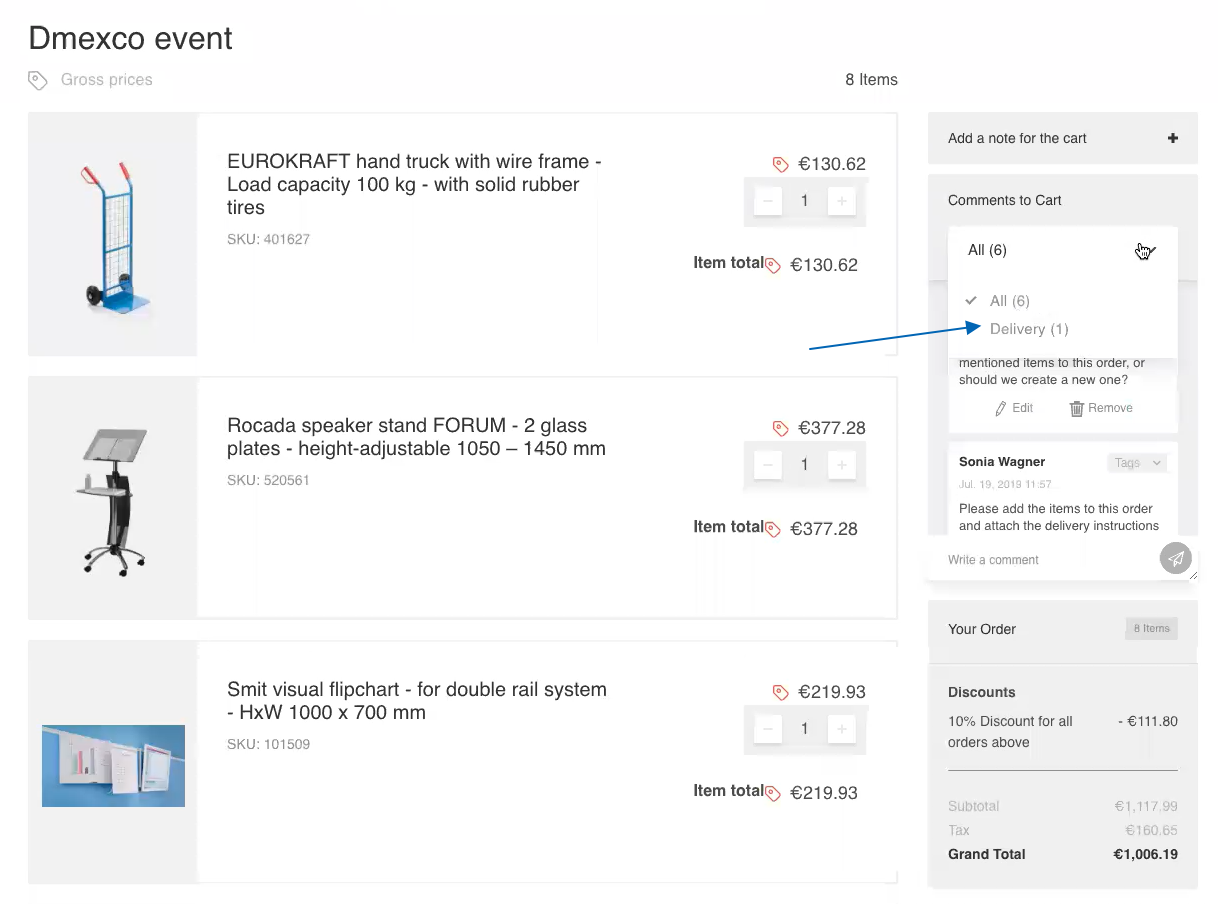 Dmexco event
Gross prices
8 Items
EUROKRAFT hand truck with wire frame -
Load capacity 100 kg - with solid rubber
tires
SKU: 401627
€130.62
− 1 +
Item total €130.62
Rocada speaker stand FORUM - 2 glass
plates - height-adjustable 1050 – 1450 mm
SKU: 520561
€377.28
− 1 +
Item total €377.28
Smit visual flipchart - for double rail system
- HxW 1000 x 700 mm
SKU: 101509
€219.93
− 1 +
Item total €219.93
Add a note for the cart +
Comments to Cart
All (6)
All (6)
Delivery (1)
mentioned items to this order, or
should we create a new one?
Edit Remove
Sonia Wagner Tags
Jul. 19, 2019 11:57
Please add the items to this order
and attach the delivery instructions
Write a comment
Your Order 8 Items
Discounts
10% Discount for all - €111.80
orders above
Subtotal €1,117.99
Tax €160.65
Grand Total €1,006.19